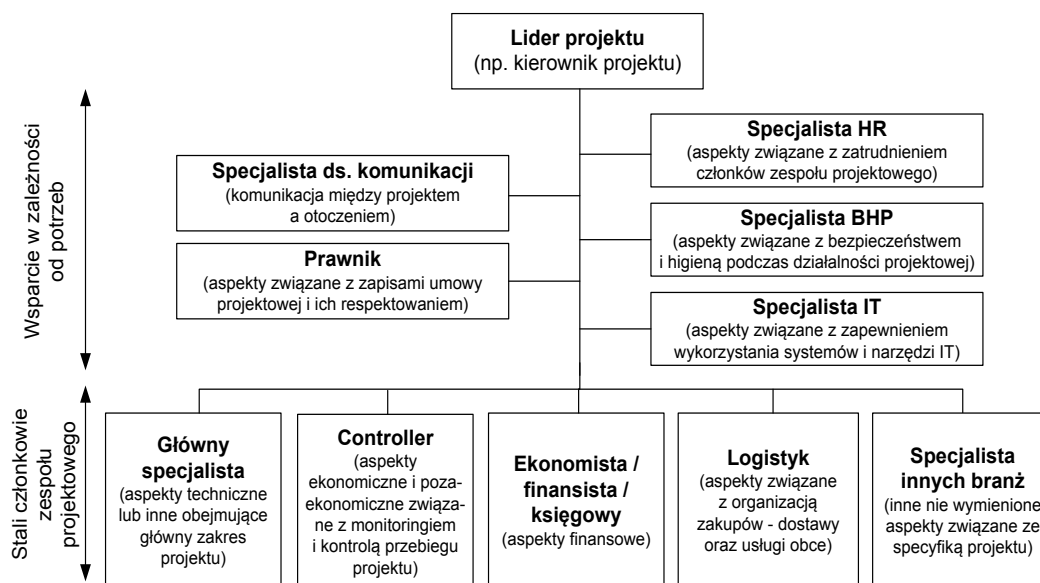 Lider projektu
(np. kierownik projektu)
Wsparcie w zależności
od potrzeb
Specjalista HR
(aspekty związane z zatrudnieniem
członków zespołu projektowego)
Specjalista ds. komunikacji
(komunikacja między projektem
a otoczeniem)
Specjalista BHP
(aspekty związane z bezpieczeństwem
i higieną podczas działalności projektowej)
Prawnik
(aspekty związane z zapisami umowy
projektowej i ich respektowaniem)
Specjalista IT
(aspekty związane z zapewnieniem
wykorzystania systemów i narzędzi IT)
Stali członkowie
zespołu
projektowego
Główny
specjalista
(aspekty techniczne
lub inne obejmujące
główny zakres
projektu)
Controller
(aspekty
ekonomiczne i poza-
ekonomiczne związa-
ne z monitoringiem
i kontrolą przebiegu
projektu)
Ekonomista /
finansista /
księgowy
(aspekty finansowe)
Logistyk
(aspekty związane
z organizacją
zakupów - dostawy
oraz usługi obce)
Specjalista
innych branż
(inne nie wymienione
aspekty związane ze
specyfiką projektu)